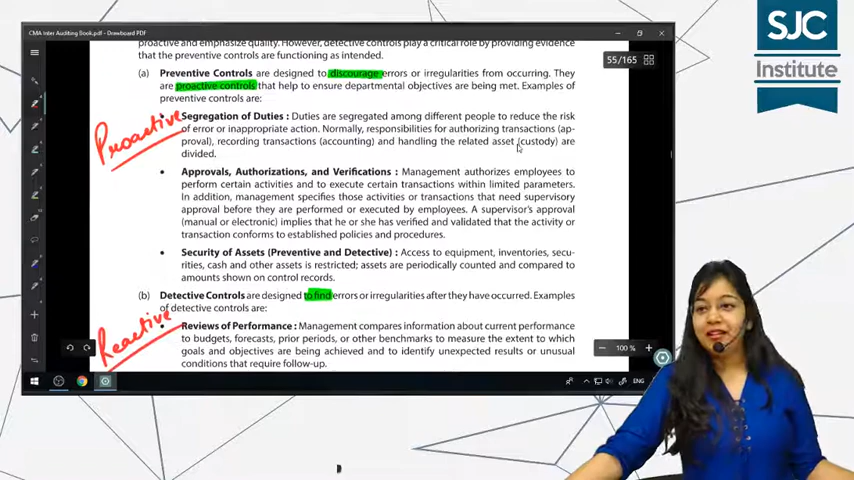 CMA Inter Auditing Book.pdf - Drawboard PDF
SJC
Institute
55/165
proactive and emphasize quality. However, detective controls play a critical role by providing evidence
that the preventive controls are functioning as intended.
(a) Preventive Controls are designed to discourage errors or irregularities from occurring. They
are proactive controls that help to ensure departmental objectives are being met. Examples of
preventive controls are:
Proactive
• Segregation of Duties : Duties are segregated among different people to reduce the risk
of error or inappropriate action. Normally, responsibilities for authorizing transactions (ap-
proval), recording transactions (accounting) and handling the related asset (custody) are
divided.
• Approvals, Authorizations, and Verifications : Management authorizes employees to
perform certain activities and to execute certain transactions within limited parameters.
In addition, management specifies those activities or transactions that need supervisory
approval before they are performed or executed by employees. A supervisor's approval
(manual or electronic) implies that he or she has verified and validated that the activity or
transaction conforms to established policies and procedures.
• Security of Assets (Preventive and Detective) : Access to equipment, inventories, secu-
rities, cash and other assets is restricted; assets are periodically counted and compared to
amounts shown on control records.
(b) Detective Controls are designed to find errors or irregularities after they have occurred. Examples
of detective controls are:
Reactive
• Reviews of Performance : Management compares information about current performance
to budgets, forecasts, prior periods, or other benchmarks to measure the extent to which
goals and objectives are being achieved and to identify unexpected results or unusual
conditions that require follow-up.
100 %
ENG